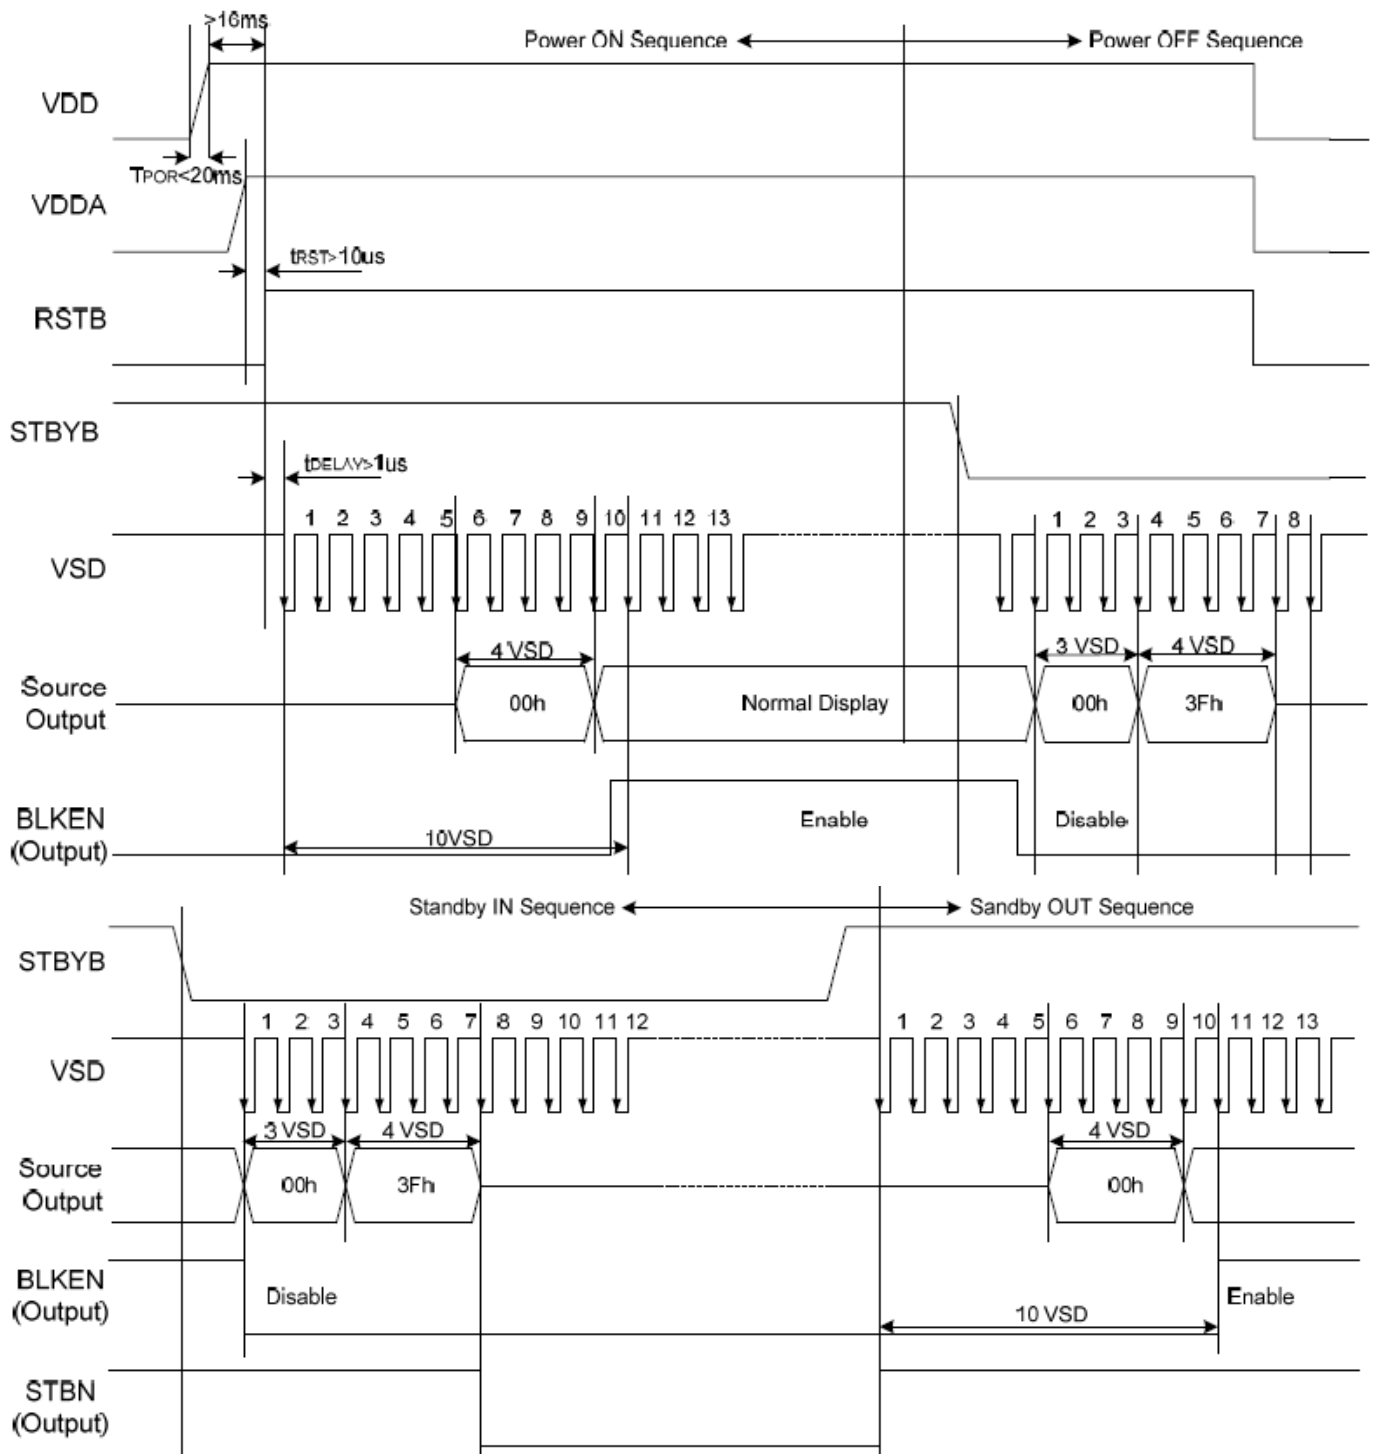 >16ms
Power ON Sequence
Power OFF Sequence
VDD
TPOR<20ms
VDDA
tRST>10us
RSTB
STBYB
tDELAY>1us
1 2 3 4 5 6 7 8 9 10 11 12 13
1 2 3 4 5 6 7 8
VSD
4 VSD
3 VSD
4 VSD
Source
Output
00h
Normal Display
00h
3Fh
BLKEN
(Output)
10VSD
Enable
Disable
Standby IN Sequence
Sandby OUT Sequence
STBYB
1 2 3 4 5 6 7 8 9 10 11 12
1 2 3 4 5 6 7 8 9 10 11 12 13
VSD
3 VSD
4 VSD
4 VSD
Source
Output
00h
3Fh
00h
BLKEN
(Output)
Disable
10 VSD
Enable
STBN
(Output)